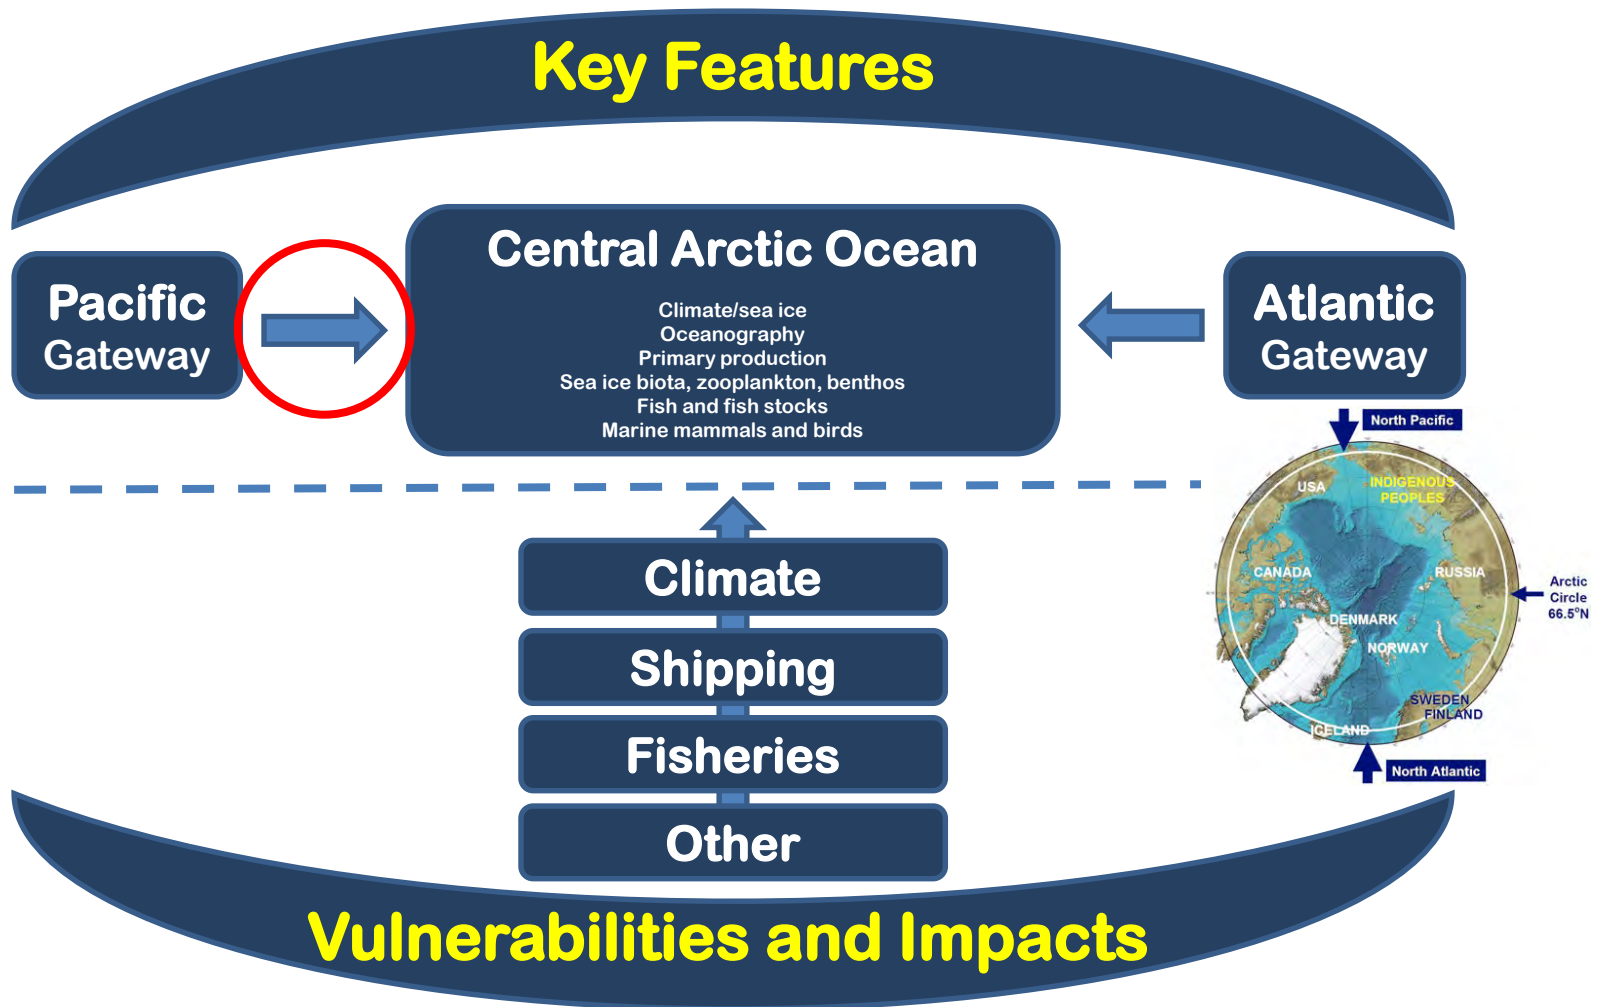 Key Features
Pacific
Gateway
Central Arctic Ocean
Climate/sea ice
Oceanography
Primary production
Sea ice biota, zooplankton, benthos
Fish and fish stocks
Marine mammals and birds
Atlantic
Gateway
North Pacific
USA
INDIGENOUS
PEOPLES
CANADA
RUSSIA
Arctic
Circle
66.5°N
DENMARK
NORWAY
SWEDEN
FINLAND
ICELAND
North Atlantic
Climate
Shipping
Fisheries
Other
Vulnerabilities and Impacts